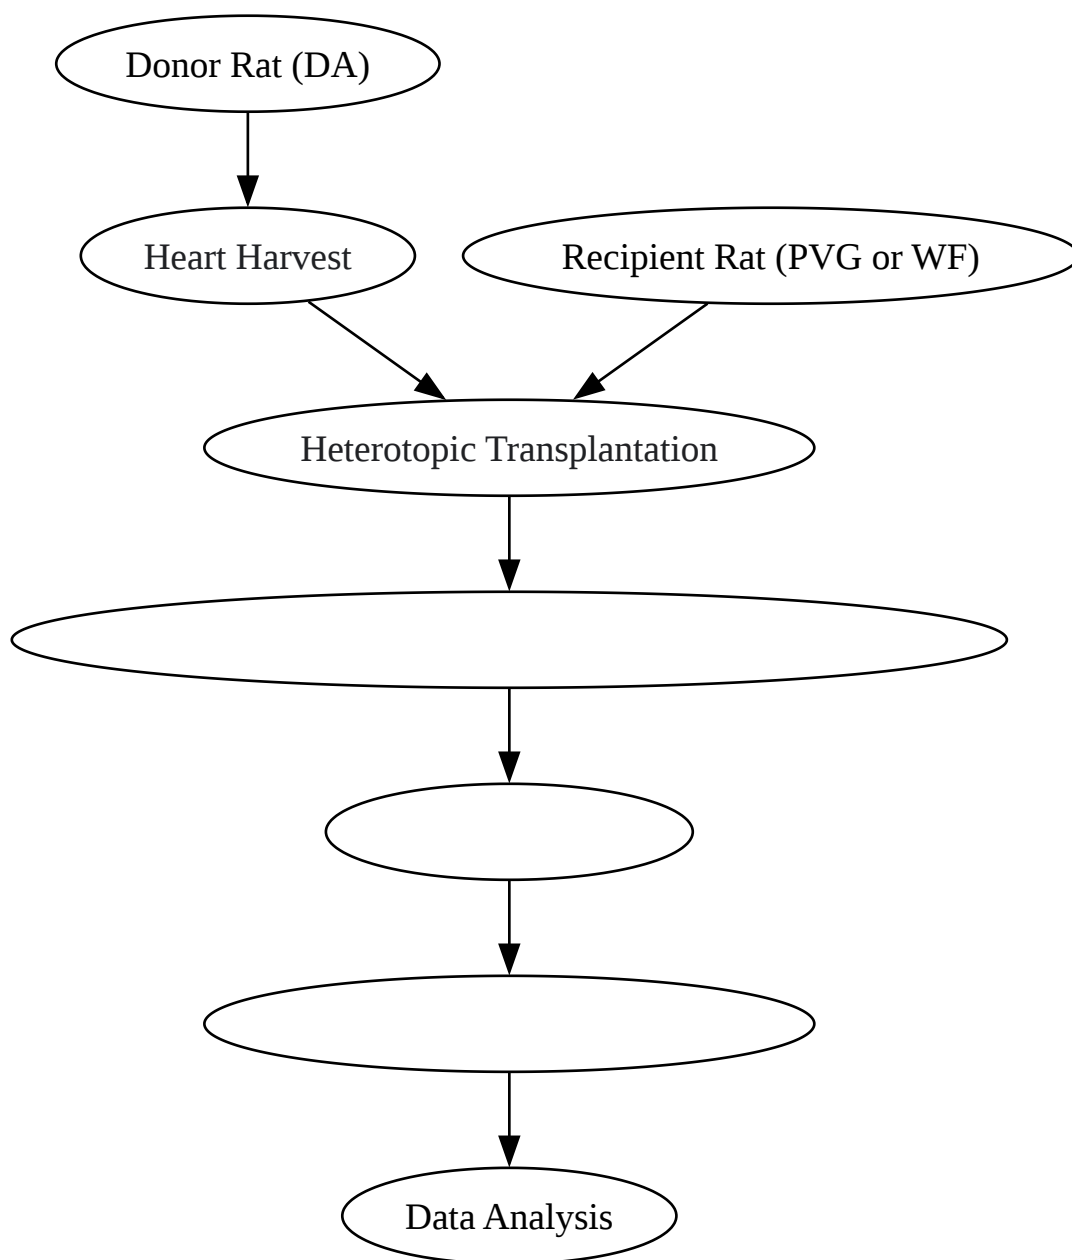 Donor Rat (DA)
Heart Harvest
Recipient Rat (PVG or WF)
Heterotopic Transplantation
Data Analysis